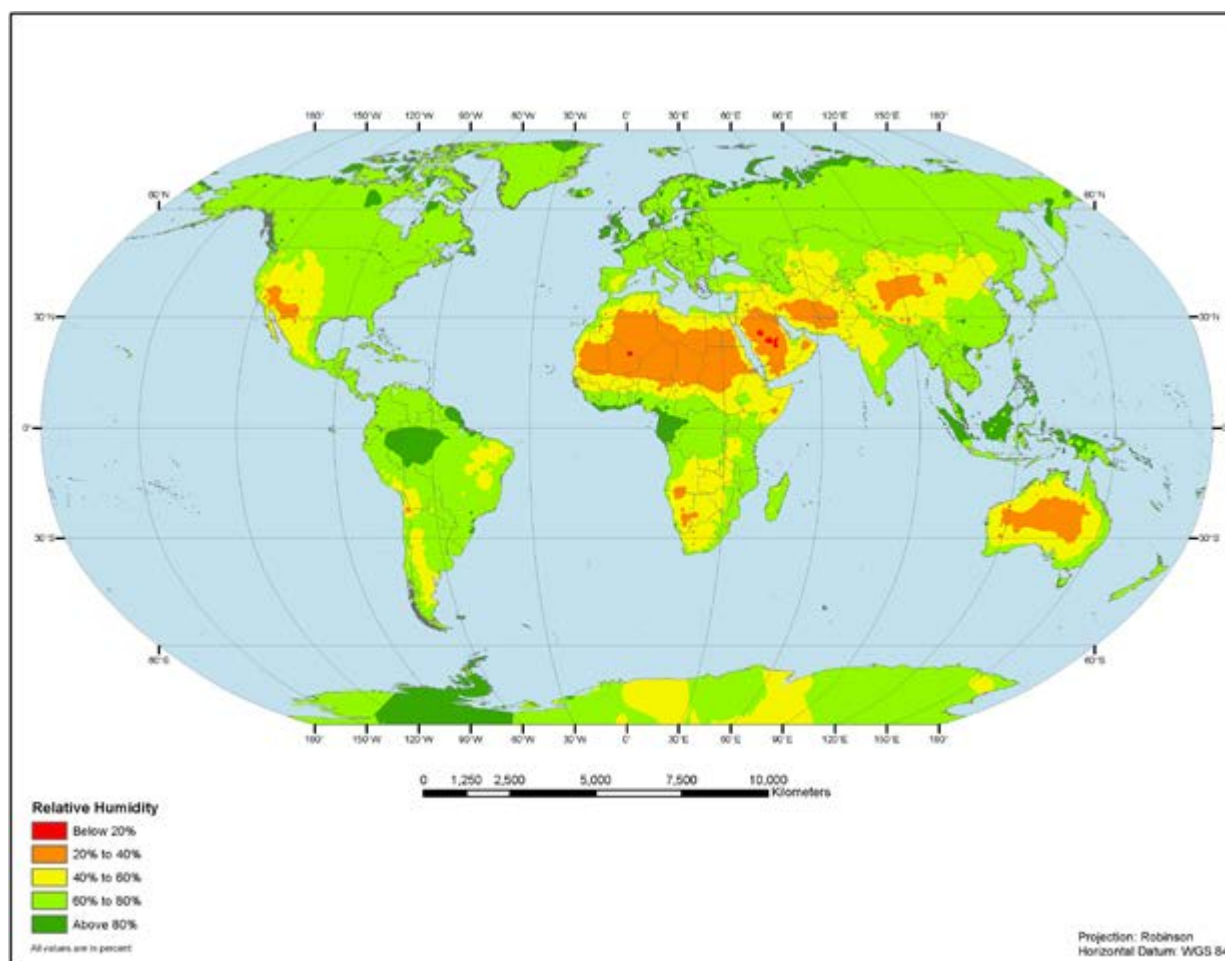 180° 150°W 120°W 90°W 60°W 30°W 0° 30°E 60°E 90°E 120°E 150°E 180°
60°N 60°N
30°N 30°N
0° 0°
30°S 30°S
60°S 60°S
180° 150°W 120°W 90°W 60°W 30°W 0° 30°E 60°E 90°E 120°E 150°E 180°
0 1,250 2,500 5,000 7,500 10,000
Kilometers
Relative Humidity
Below 20%
20% to 40%
40% to 60%
60% to 80%
Above 80%
All values are in percent
Projection: Robinson
Horizontal Datum: WGS 84